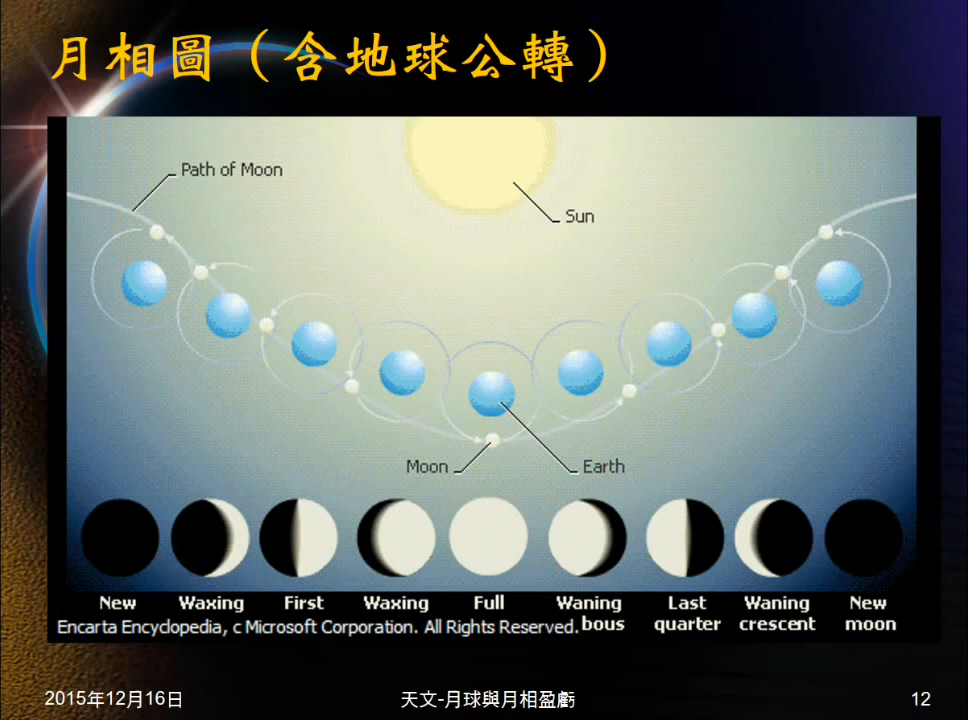 月相圖（含地球公轉）
Path of Moon
Sun
Moon
Earth
New Waxing First Waxing Full Waning Last Waning New
Encarta Encyclopedia, c Microsoft Corporation. All Rights Reserved. bous quarter crescent moon
2015年12月16日 天文-月球與月相盈虧 12